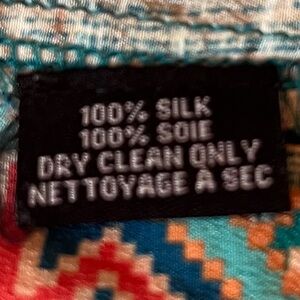 100% SILK
100% SOIE
DRY CLEAN ONLY
NETTOYAGE A SEC